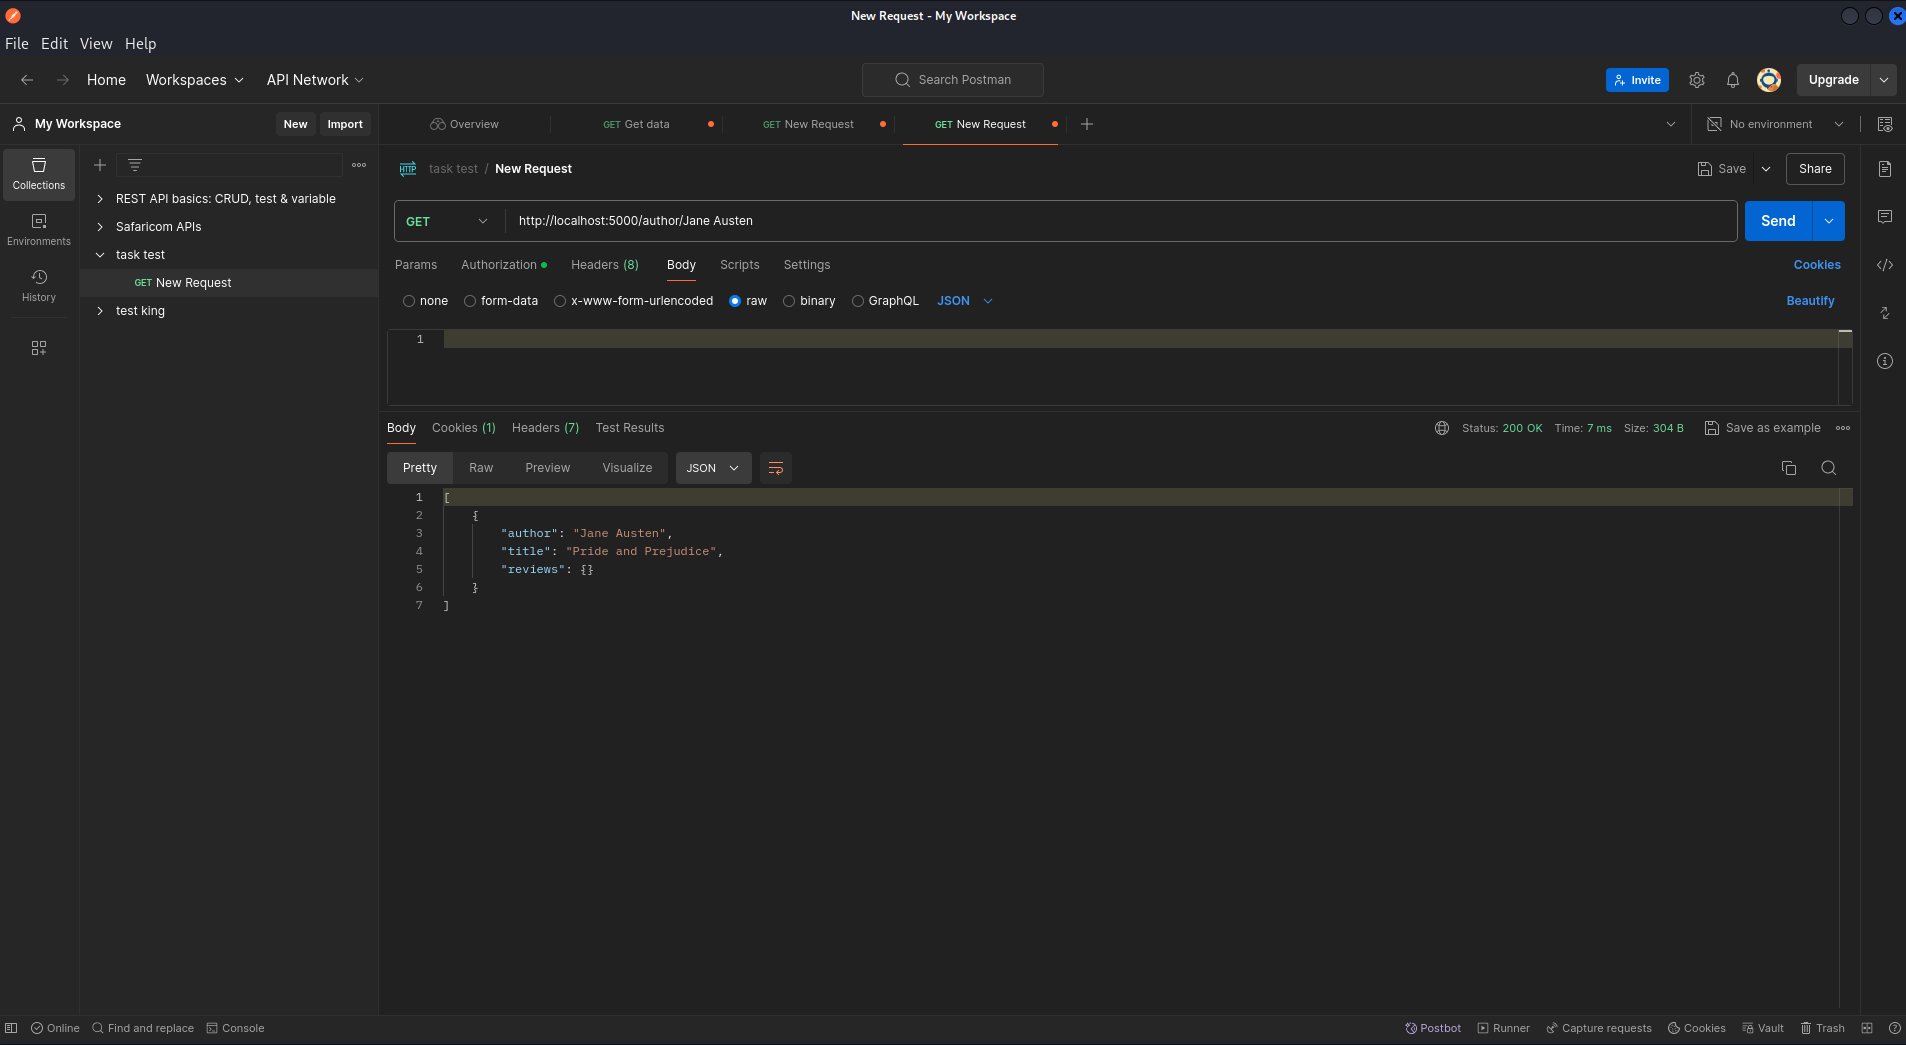 New Request - My Workspace
File Edit View Help
Home Workspaces API Network Search Postman Invite Upgrade
My Workspace New Import Overview GET Get data GET New Request GET New Request No environment
Collections
Environments
History
REST API basics: CRUD, test & variable
Safaricom APIs
task test
GET New Request
test king
HTTP task test / New Request Save Share
GET http://localhost:5000/author/Jane Austen Send
Params Authorization Headers (8) Body Scripts Settings Cookies
none form-data x-www-form-urlencoded raw binary GraphQL JSON Beautify
1
Body Cookies (1) Headers (7) Test Results Status: 200 OK Time: 7 ms Size: 304 B Save as example
Pretty Raw Preview Visualize JSON
1 [
2 {
3 "author": "Jane Austen",
4 "title": "Pride and Prejudice",
5 "reviews": {}
6 }
7 ]
Online Find and replace Console Postbot Runner Capture requests Cookies Vault Trash